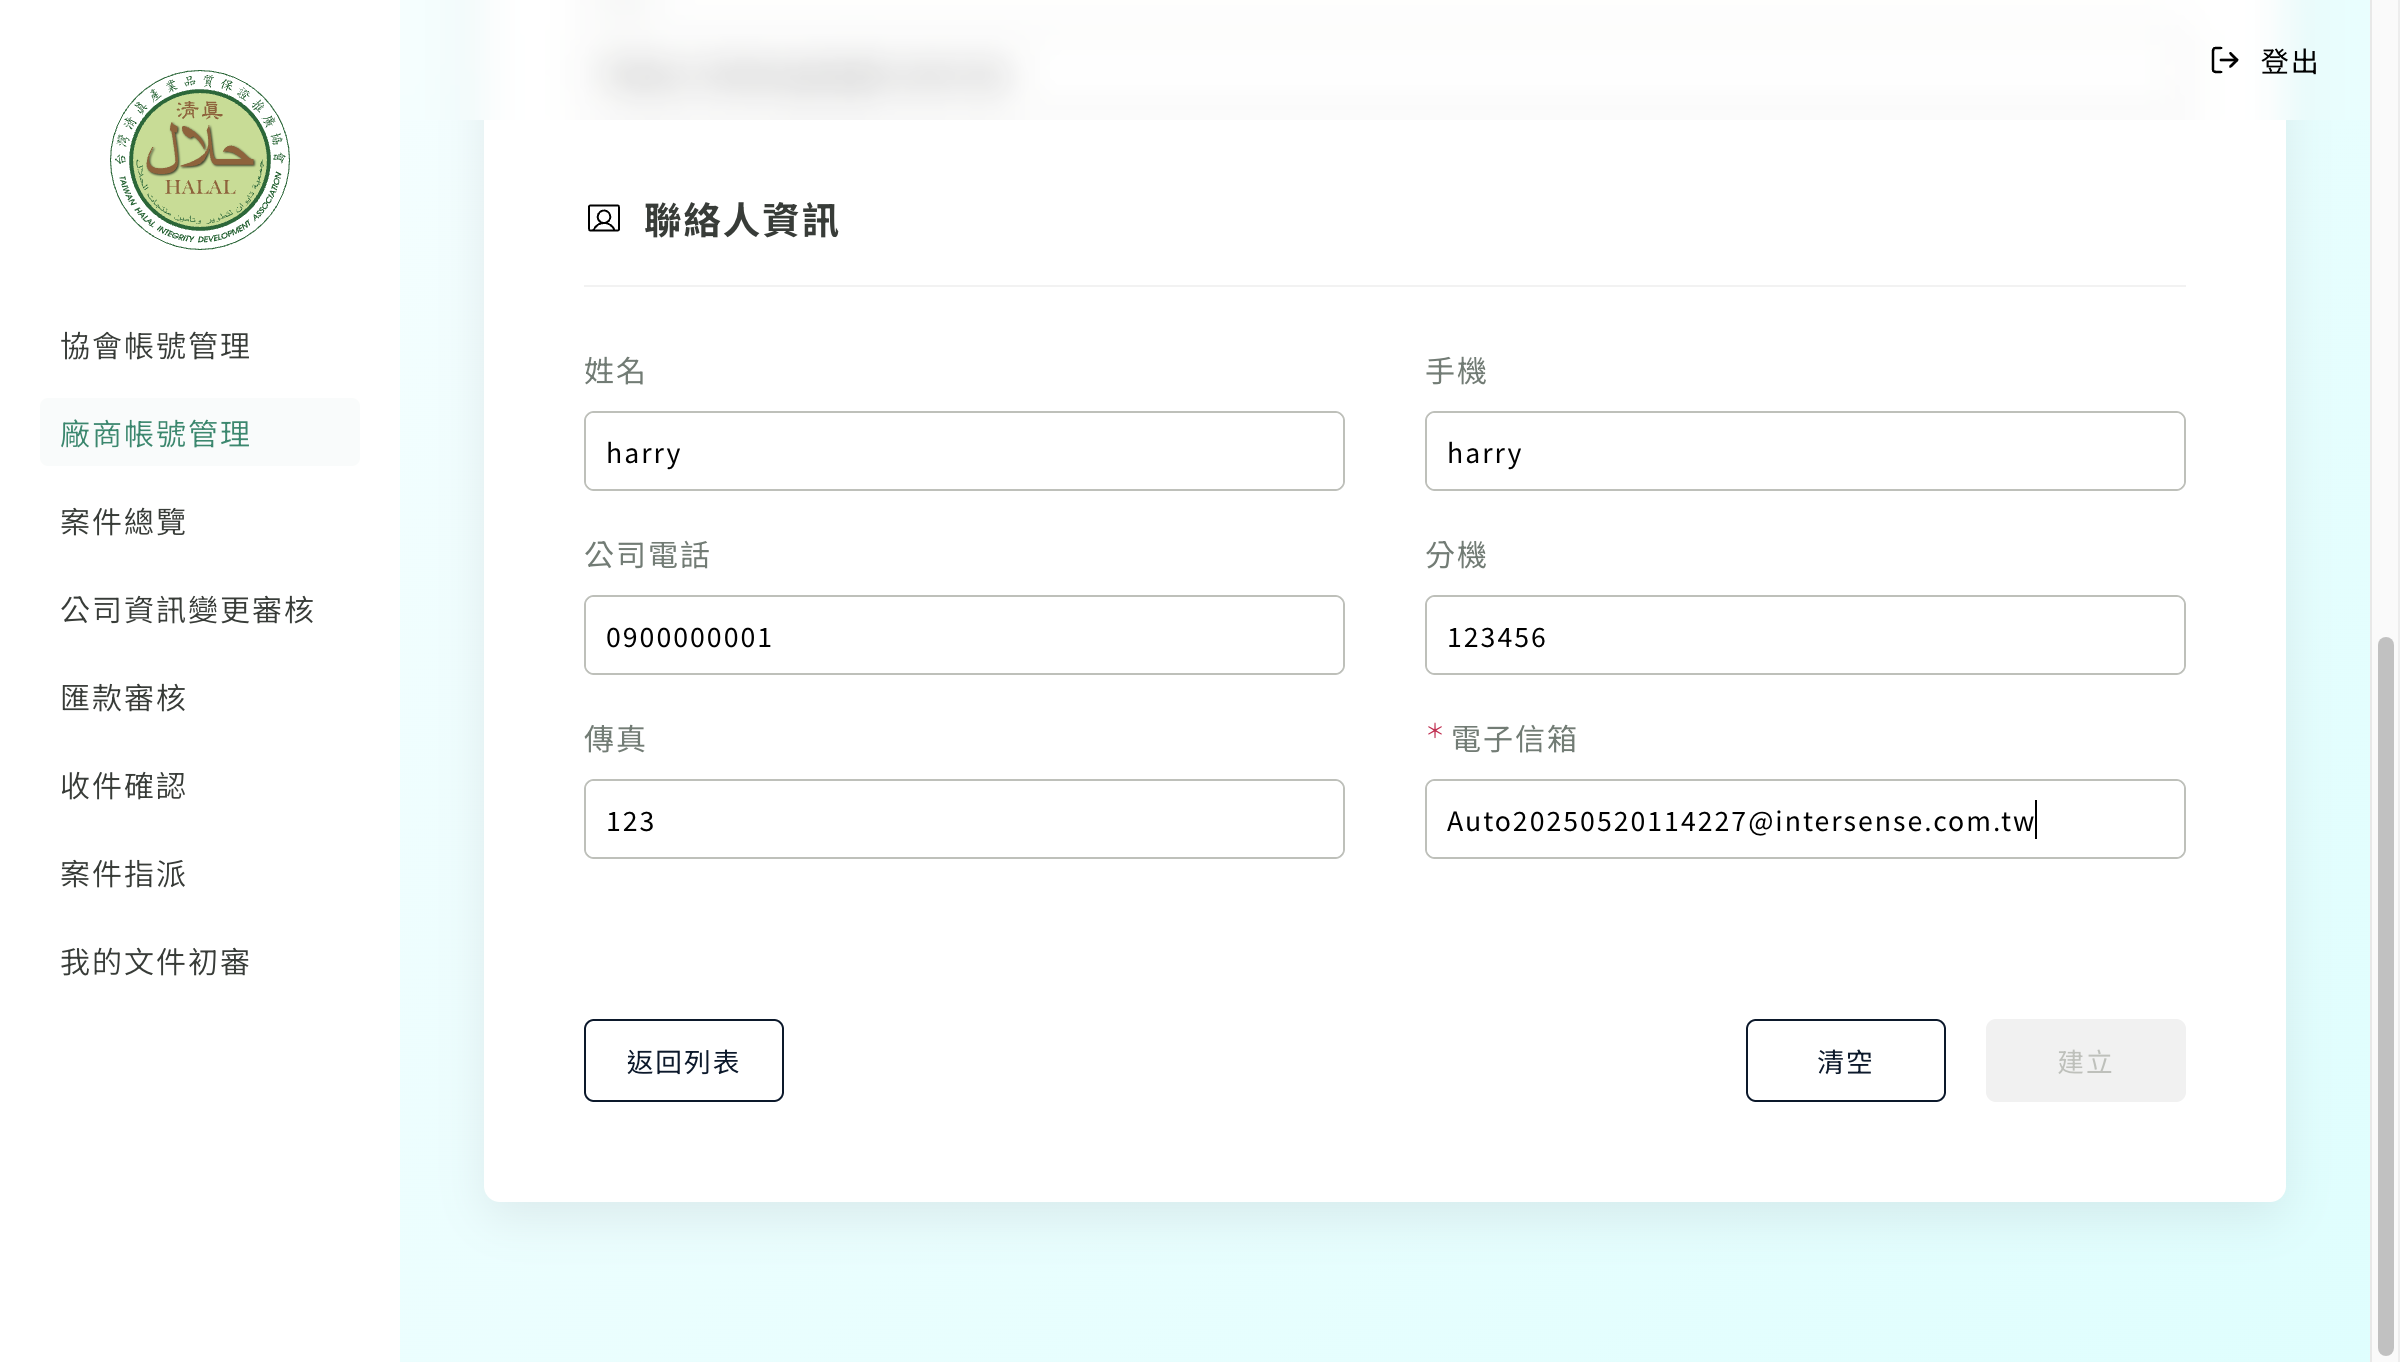 登出
台灣清真產業品質保證推廣協會
清真
حلال
HALAL
TAIWAN HALAL INTEGRITY DEVELOPMENT ASSOCIATION
協會帳號管理
廠商帳號管理
案件總覽
公司資訊變更審核
匯款審核
收件確認
案件指派
我的文件初審
聯絡人資訊
姓名
手機
harry
harry
公司電話
分機
0900000001
123456
傳真
* 電子信箱
123
Auto20250520114227@intersense.com.tw
返回列表
清空
建立